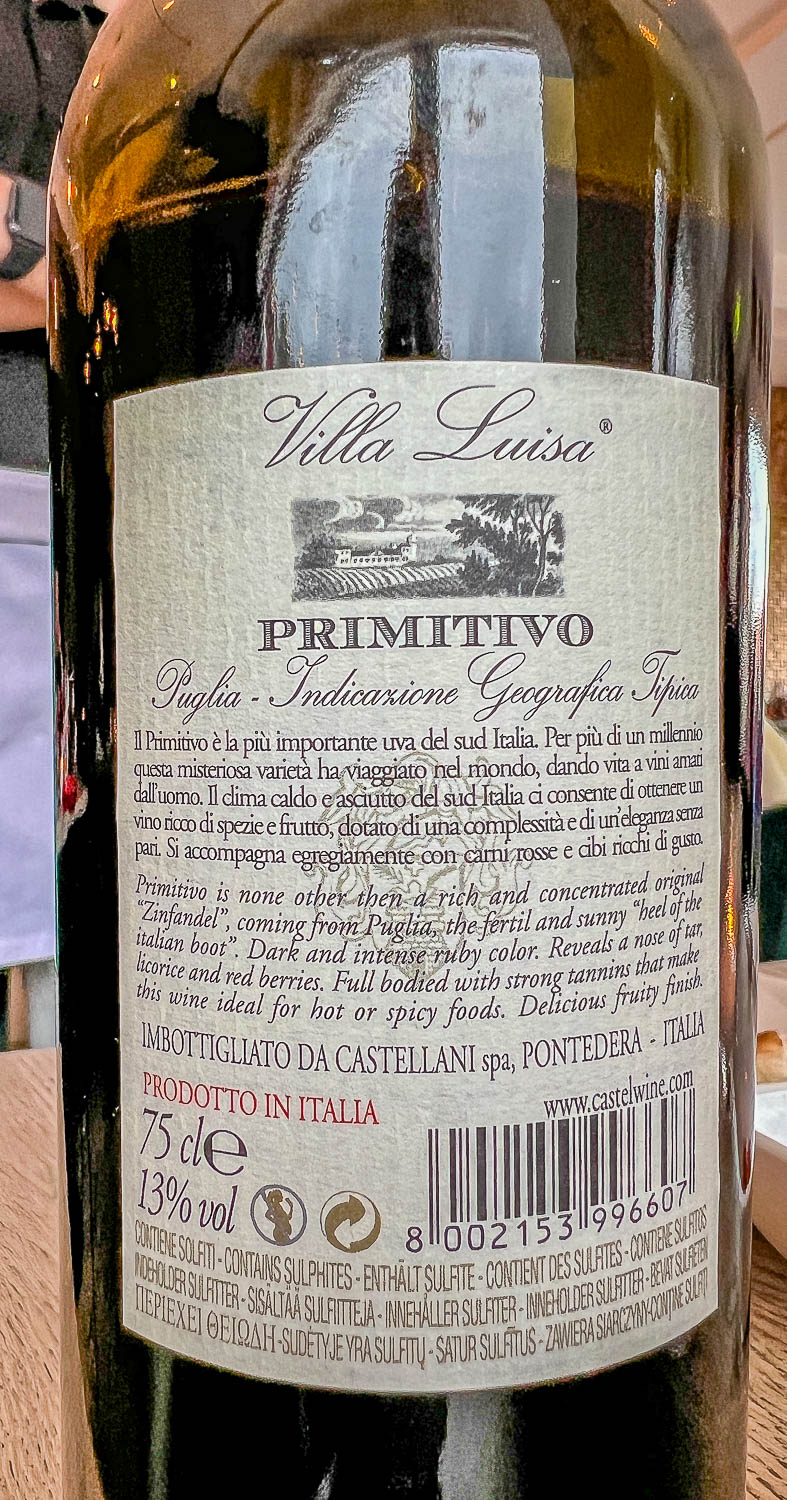 Villa Luisa®
PRIMITIVO
Puglia - Indicazione Geografica Tipica
Il Primitivo è la più importante uva del sud Italia. Per più di un millennio
questa misteriosa varietà ha viaggiato nel mondo, dando vita a vini amati
dall'uomo. Il clima caldo e asciutto del sud Italia ci consente di ottenere un
vino ricco di spezie e frutto, dotato di una complessità e di un'eleganza senza
pari. Si accompagna egregiamente con carni rosse e cibi ricchi di gusto.
Primitivo is none other then a rich and concentrated original
"Zinfandel", coming from Puglia, the fertil and sunny "heel of the
italian boot". Dark and intense ruby color. Reveals a nose of tar,
licorice and red berries. Full bodied with strong tannins that make
this wine ideal for hot or spicy foods. Delicious fruity finish.
IMBOTTIGLIATO DA CASTELLANI spa, PONTEDERA - ITALIA
PRODOTTO IN ITALIA
www.castelwine.com
75 cl e
13% vol
8 002153 996607
CONTIENE SOLFITI - CONTAINS SULPHITES - ENTHÄLT SULFITE - CONTIENT DES SULFITES - CONTIENE SULFITOS
INDEHOLDER SULFITTER - SISÄLTÄÄ SULFIITTEJA - INNEHÅLLER SULFITER - INNEHOLDER SULFITTER - BEVAT SULFIETEN
ΠΕΡΙΕΧΕΙ ΘΕΙΩΔΗ - SUDĖTYJE YRA SULFITŲ - SATUR SULFĪTUS - ZAWIERA SIARCZYNY - CONȚINE SULFIȚI